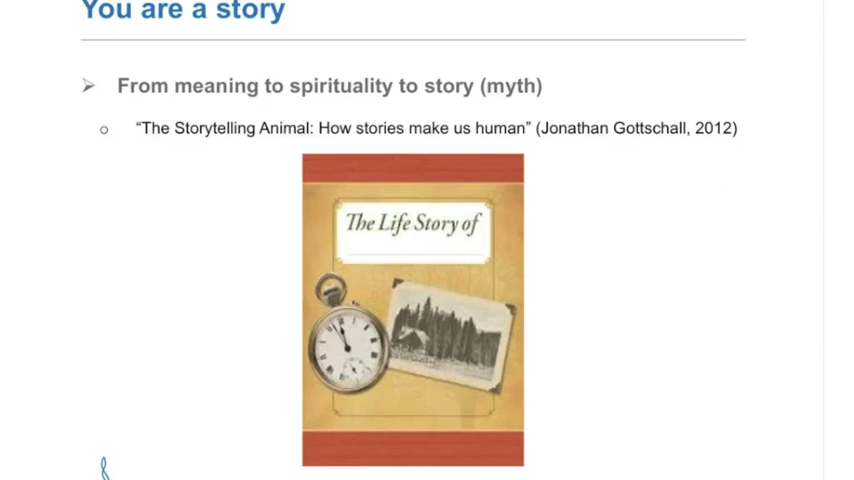 You are a story
From meaning to spirituality to story (myth)
“The Storytelling Animal: How stories make us human” (Jonathan Gottschall, 2012)
The Life Story of